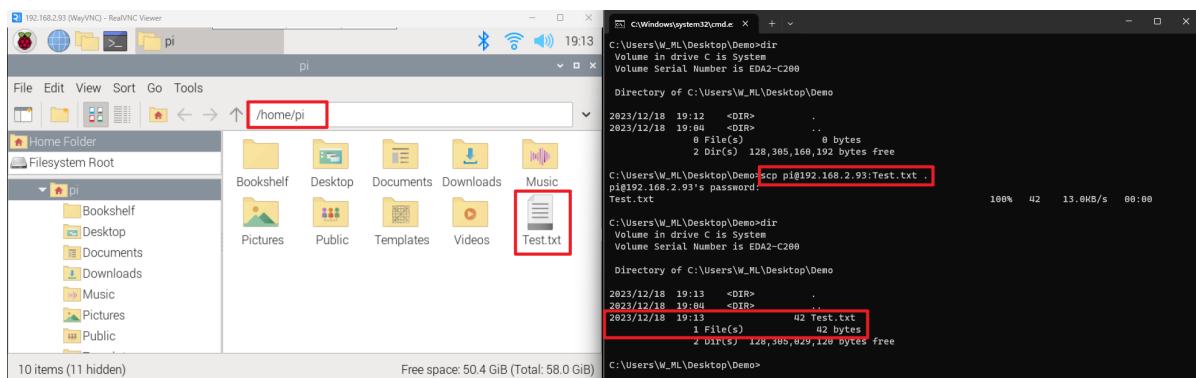 192.168.2.93 (WayVNC) - RealVNC Viewer
pi
19:13
pi
File Edit View Sort Go Tools
/home/pi
Home Folder
Filesystem Root
pi
Bookshelf
Desktop
Documents
Downloads
Music
Pictures
Public
Bookshelf Desktop Documents Downloads Music
Pictures Public Templates Videos Test.txt
10 items (11 hidden)
Free space: 50.4 GiB (Total: 58.0 GiB)
C:\Windows\system32\cmd.e
C:\Users\W_ML\Desktop\Demo>dir
Volume in drive C is System
Volume Serial Number is EDA2-C200
Directory of C:\Users\W_ML\Desktop\Demo
2023/12/18 19:12 <DIR> .
2023/12/18 19:04 <DIR> ..
0 File(s) 0 bytes
2 Dir(s) 128,305,160,192 bytes free
C:\Users\W_ML\Desktop\Demo>scp pi@192.168.2.93:Test.txt .
pi@192.168.2.93's password:
Test.txt 100% 42 13.0KB/s 00:00
C:\Users\W_ML\Desktop\Demo>dir
Volume in drive C is System
Volume Serial Number is EDA2-C200
Directory of C:\Users\W_ML\Desktop\Demo
2023/12/18 19:13 <DIR> .
2023/12/18 19:04 <DIR> ..
2023/12/18 19:13 42 Test.txt
1 File(s) 42 bytes
2 Dir(s) 128,305,029,120 bytes free
C:\Users\W_ML\Desktop\Demo>